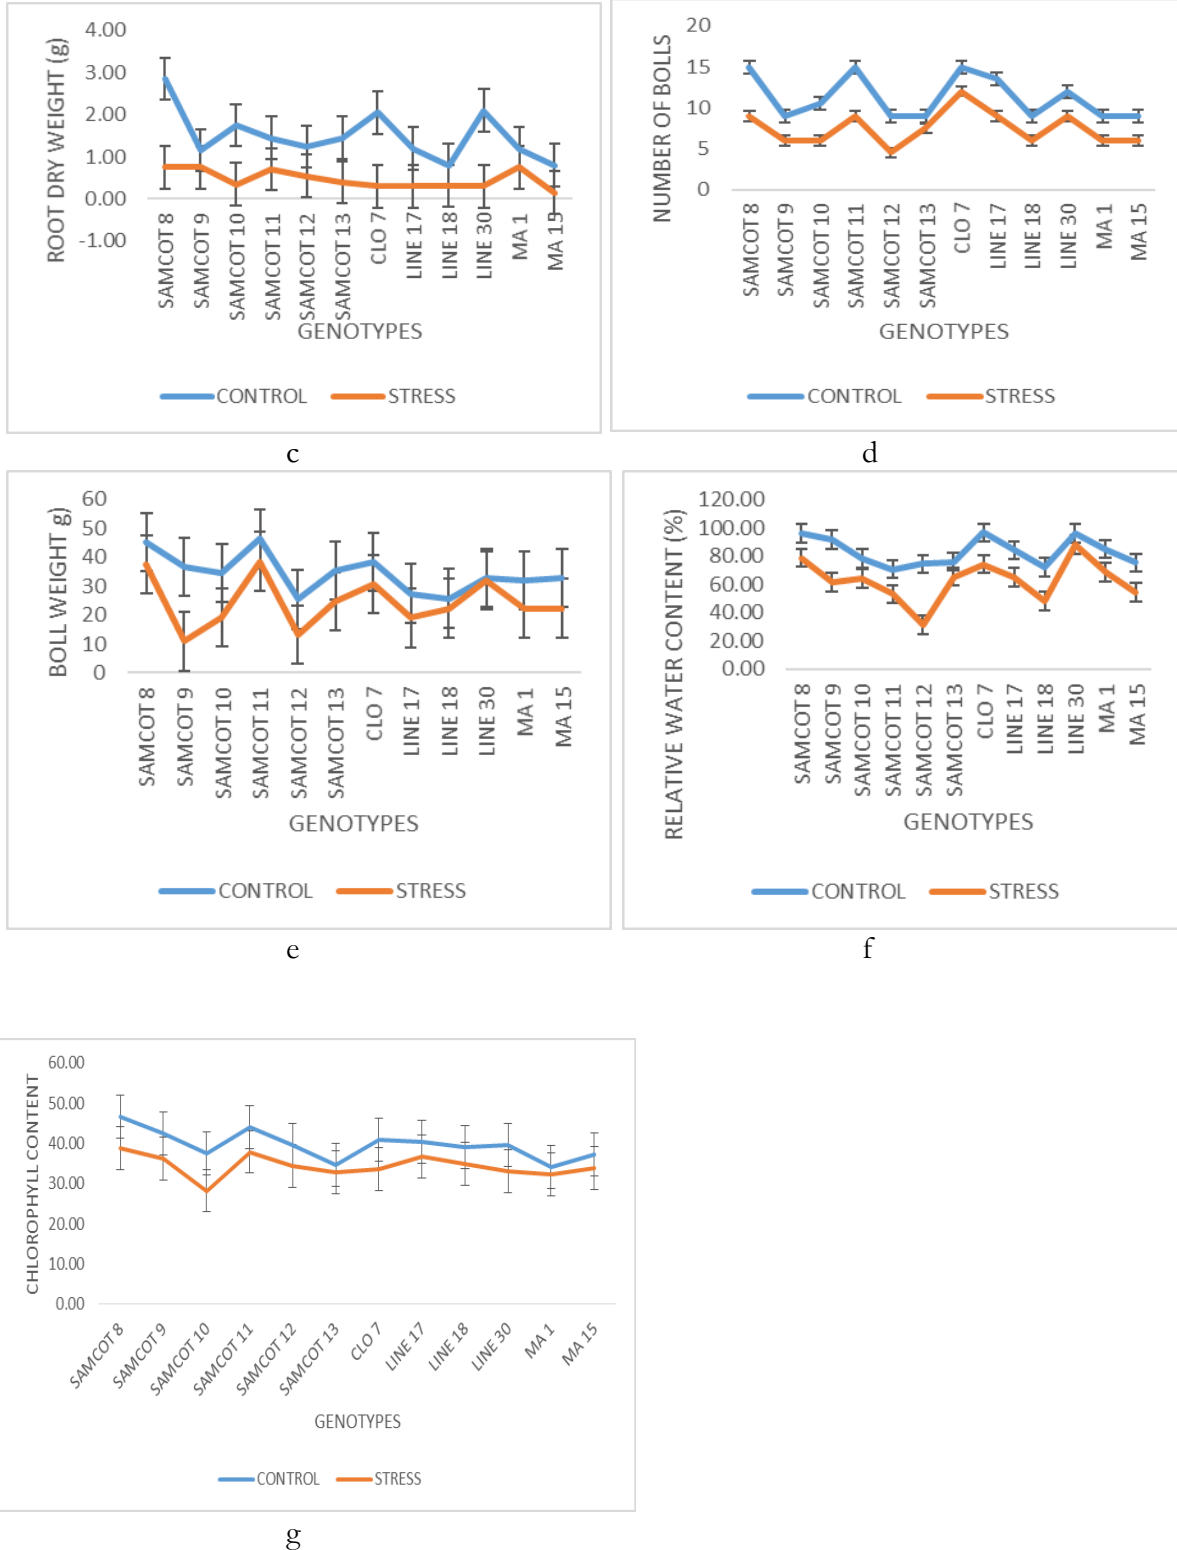 ROOT DRY WEIGHT (g)
4.00
3.00
2.00
1.00
0.00
-1.00
SAMCOT 8
SAMCOT 9
SAMCOT 10
SAMCOT 11
SAMCOT 12
SAMCOT 13
CLO 7
LINE 17
LINE 18
LINE 30
MA 1
MA 15
GENOTYPES
CONTROL STRESS
c
NUMBER OF BOLLS
20
15
10
5
0
SAMCOT 8
SAMCOT 9
SAMCOT 10
SAMCOT 11
SAMCOT 12
SAMCOT 13
CLO 7
LINE 17
LINE 18
LINE 30
MA 1
MA 15
GENOTYPES
CONTROL STRESS
d
BOLL WEIGHT g)
60
50
40
30
20
10
0
SAMCOT 8
SAMCOT 9
SAMCOT 10
SAMCOT 11
SAMCOT 12
SAMCOT 13
CLO 7
LINE 17
LINE 18
LINE 30
MA 1
MA 15
GENOTYPES
CONTROL STRESS
e
RELATIVE WATER CONTENT (%)
120.00
100.00
80.00
60.00
40.00
20.00
0.00
SAMCOT 8
SAMCOT 9
SAMCOT 10
SAMCOT 11
SAMCOT 12
SAMCOT 13
CLO 7
LINE 17
LINE 18
LINE 30
MA 1
MA 15
GENOTYPES
CONTROL STRESS
f
CHLOROPHYLL CONTENT
60.00
50.00
40.00
30.00
20.00
10.00
0.00
SAMCOT 8
SAMCOT 9
SAMCOT 10
SAMCOT 11
SAMCOT 12
SAMCOT 13
CLO 7
LINE 17
LINE 18
LINE 30
MA 1
MA 15
GENOTYPES
CONTROL STRESS
g